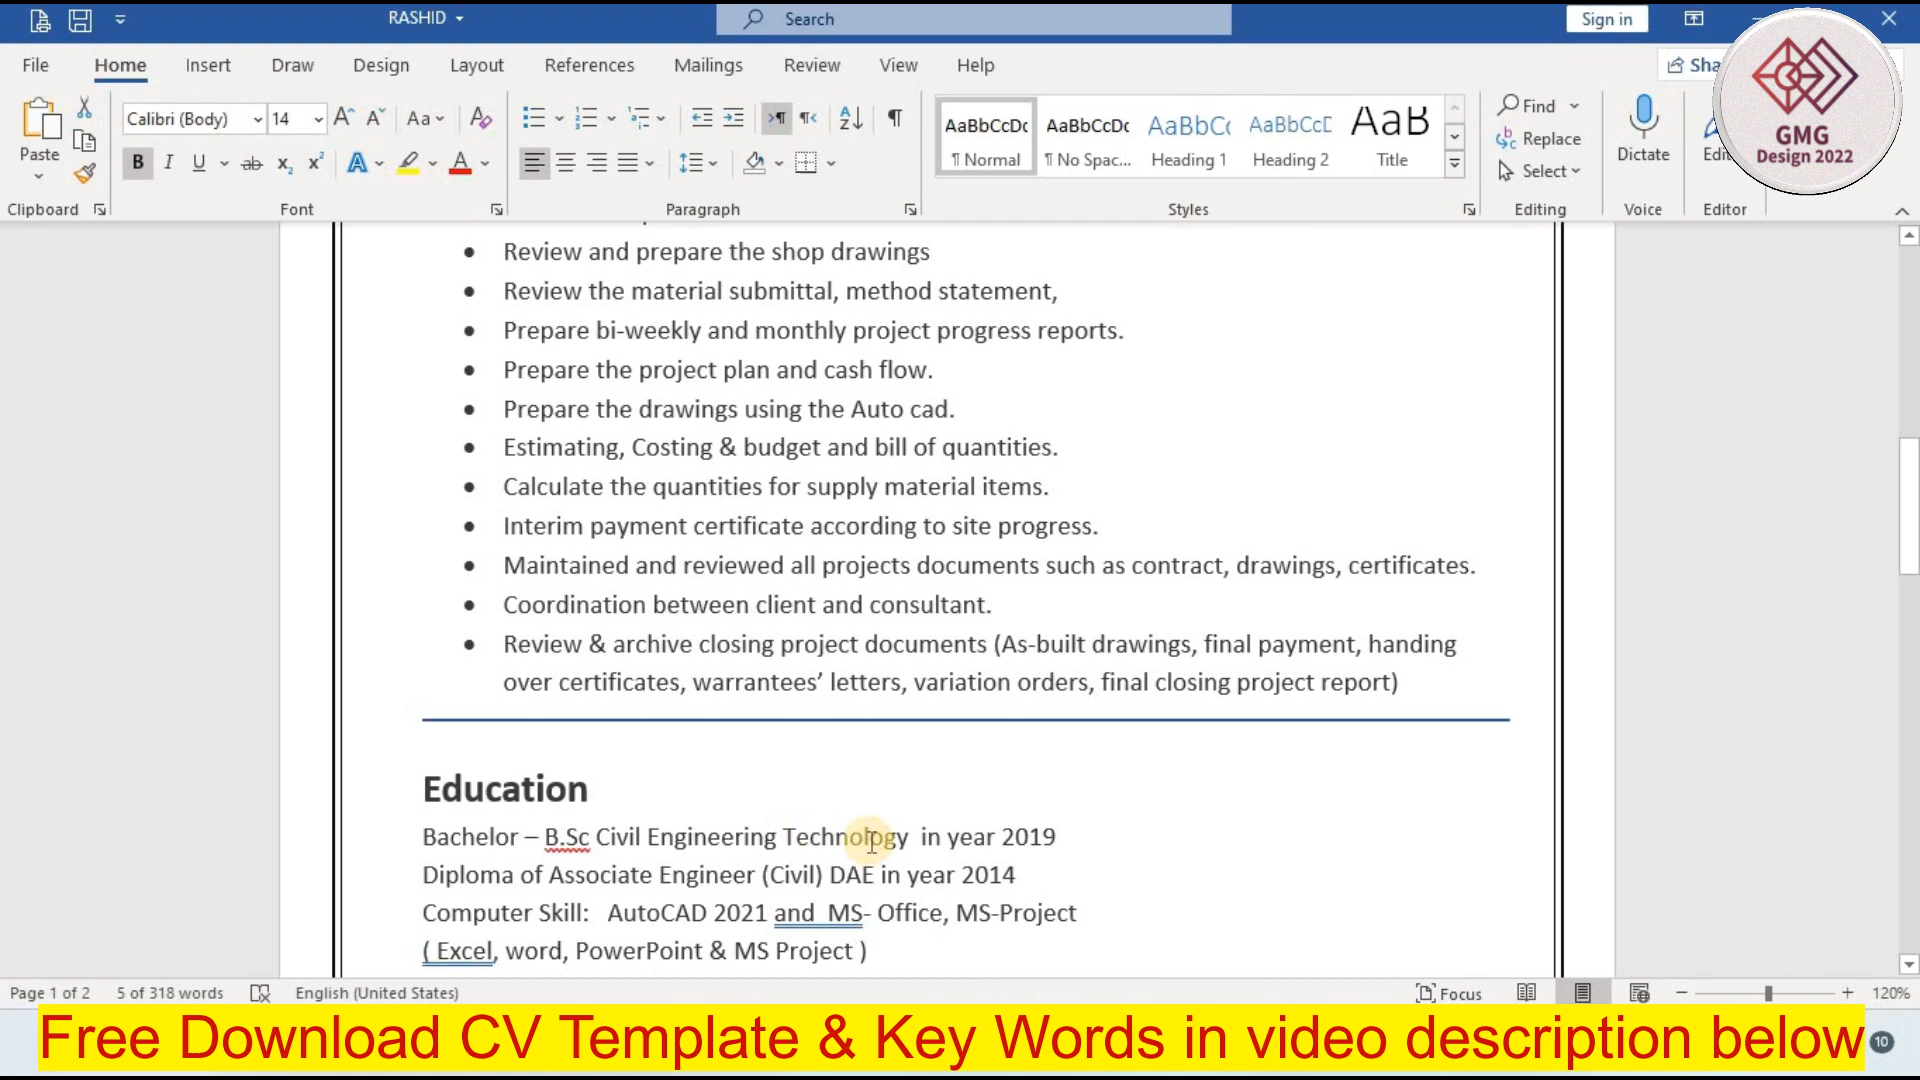 RASHID
Search
Sign in
File Home Insert Draw Design Layout References Mailings Review View Help
Calibri (Body) 14
Find
Replace
Select
Paste
Dictate
GMG
Design 2022
AaBbCcDc AaBbCcDc AaBbCc AaBbCcD AaB
¶ Normal ¶ No Spac... Heading 1 Heading 2 Title
Clipboard Font Paragraph Styles Editing Voice Editor
• Review and prepare the shop drawings
• Review the material submittal, method statement,
• Prepare bi-weekly and monthly project progress reports.
• Prepare the project plan and cash flow.
• Prepare the drawings using the Auto cad.
• Estimating, Costing & budget and bill of quantities.
• Calculate the quantities for supply material items.
• Interim payment certificate according to site progress.
• Maintained and reviewed all projects documents such as contract, drawings, certificates.
• Coordination between client and consultant.
• Review & archive closing project documents (As-built drawings, final payment, handing
over certificates, warrantees’ letters, variation orders, final closing project report)
Education
Bachelor – B.Sc Civil Engineering Technology in year 2019
Diploma of Associate Engineer (Civil) DAE in year 2014
Computer Skill: AutoCAD 2021 and MS- Office, MS-Project
( Excel, word, PowerPoint & MS Project )
Page 1 of 2 5 of 318 words English (United States) Focus 120%
Free Download CV Template & Key Words in video description below
10